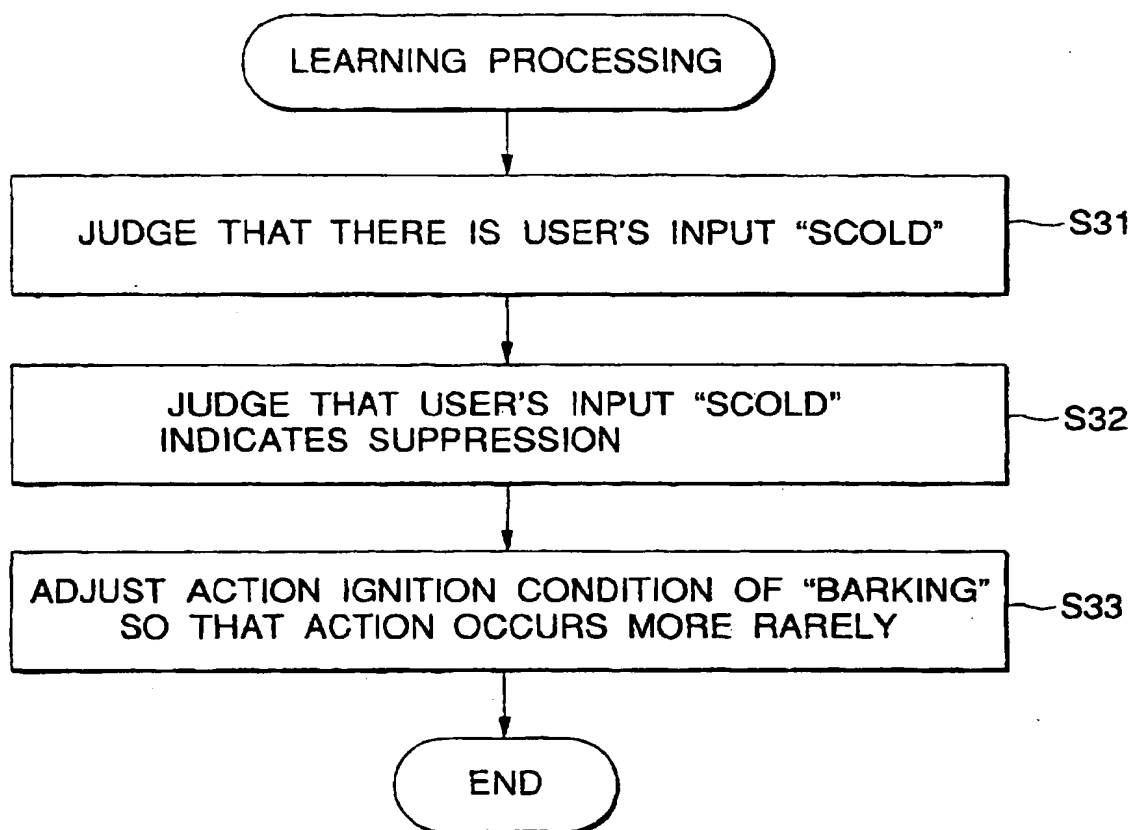 LEARNING PROCESSING
JUDGE THAT THERE IS USER'S INPUT “SCOLD”
S31
JUDGE THAT USER'S INPUT “SCOLD”
INDICATES SUPPRESSION
S32
ADJUST ACTION IGNITION CONDITION OF “BARKING”
SO THAT ACTION OCCURS MORE RARELY
S33
END